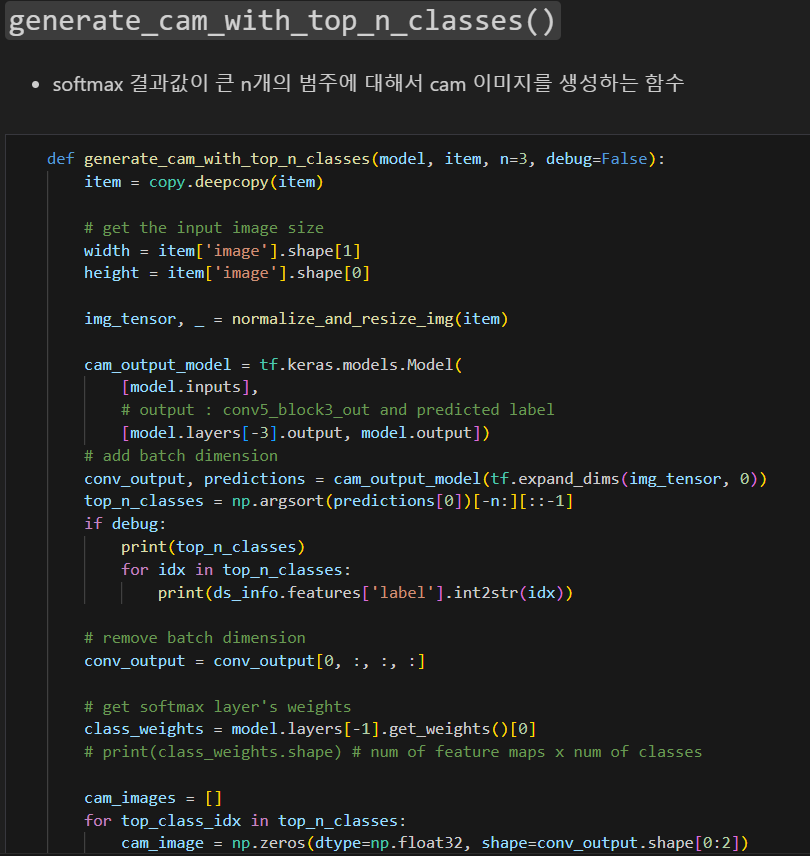 generate_cam_with_top_n_classes()
• softmax 결과값이 큰 n개의 범주에 대해서 cam 이미지를 생성하는 함수
def generate_cam_with_top_n_classes(model, item, n=3, debug=False):
    item = copy.deepcopy(item)

    # get the input image size
    width = item['image'].shape[1]
    height = item['image'].shape[0]

    img_tensor, _ = normalize_and_resize_img(item)

    cam_output_model = tf.keras.models.Model(
        [model.inputs],
        # output : conv5_block3_out and predicted label
        [model.layers[-3].output, model.output])
    # add batch dimension
    conv_output, predictions = cam_output_model(tf.expand_dims(img_tensor, 0))
    top_n_classes = np.argsort(predictions[0])[-n:][::-1]
    if debug:
        print(top_n_classes)
        for idx in top_n_classes:
            print(ds_info.features['label'].int2str(idx))

    # remove batch dimension
    conv_output = conv_output[0, :, :, :]

    # get softmax layer's weights
    class_weights = model.layers[-1].get_weights()[0]
    # print(class_weights.shape) # num of feature maps x num of classes

    cam_images = []
    for top_class_idx in top_n_classes:
        cam_image = np.zeros(dtype=np.float32, shape=conv_output.shape[0:2])